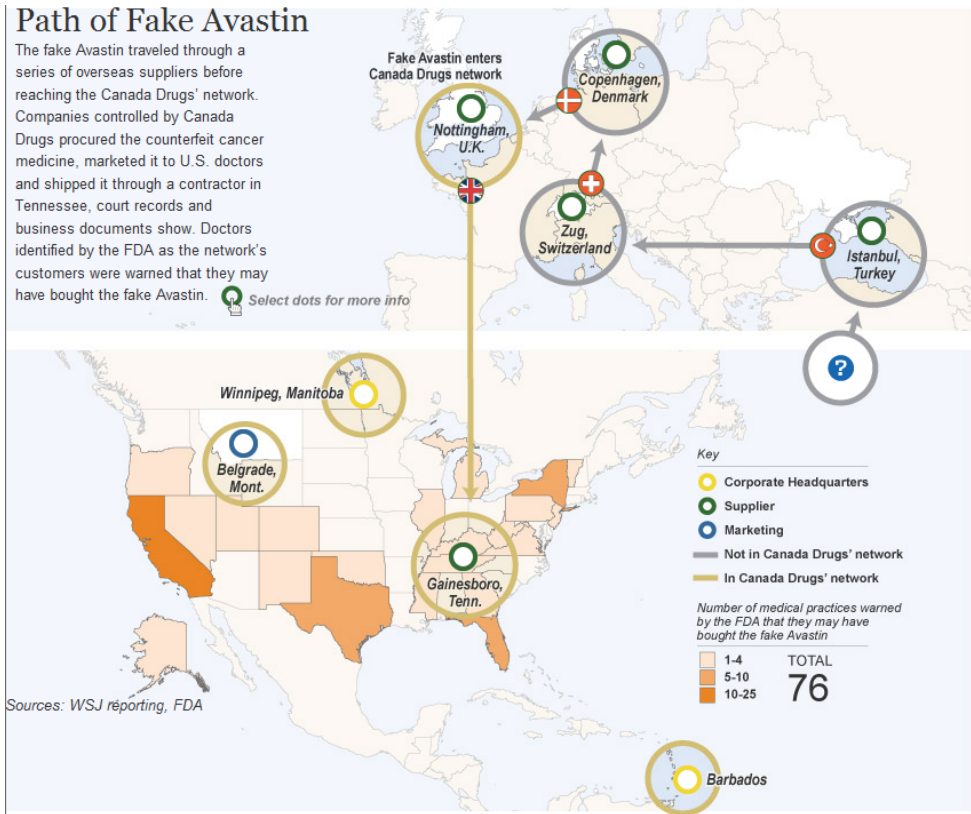 Path of Fake Avastin
The fake Avastin traveled through a
series of overseas suppliers before
reaching the Canada Drugs' network.
Companies controlled by Canada
Drugs procured the counterfeit cancer
medicine, marketed it to U.S. doctors
and shipped it through a contractor in
Tennessee, court records and
business documents show. Doctors
identified by the FDA as the network's
customers were warned that they may
have bought the fake Avastin.
Select dots for more info
Fake Avastin enters
Canada Drugs network
Nottingham,
U.K.
Copenhagen,
Denmark
Zug,
Switzerland
Istanbul,
Turkey
?
Winnipeg, Manitoba
Belgrade,
Mont.
Gainesboro,
Tenn.
Key
Corporate Headquarters
Supplier
Marketing
Not in Canada Drugs' network
In Canada Drugs' network
Number of medical practices warned
by the FDA that they may have
bought the fake Avastin
1-4
5-10
10-25
TOTAL
76
Sources: WSJ reporting, FDA
Barbados